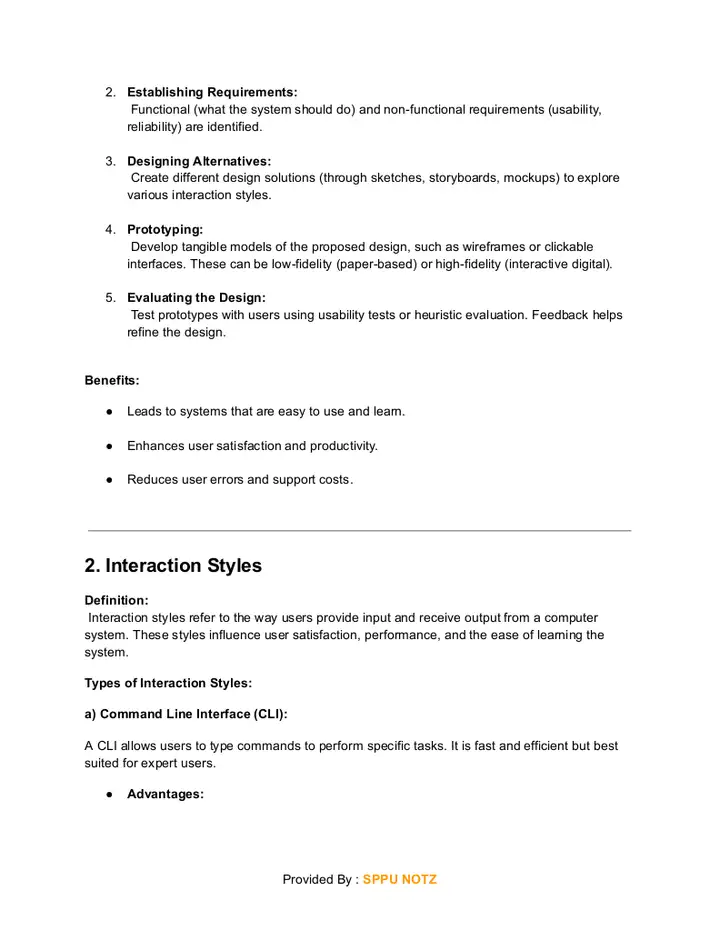 2. Establishing Requirements:
Functional (what the system should do) and non-functional requirements (usability,
reliability) are identified.
3. Designing Alternatives:
Create different design solutions (through sketches, storyboards, mockups) to explore
various interaction styles.
4. Prototyping:
Develop tangible models of the proposed design, such as wireframes or clickable
interfaces. These can be low-fidelity (paper-based) or high-fidelity (interactive digital).
5. Evaluating the Design:
Test prototypes with users using usability tests or heuristic evaluation. Feedback helps
refine the design.
Benefits:
● Leads to systems that are easy to use and learn.
● Enhances user satisfaction and productivity.
● Reduces user errors and support costs.
2. Interaction Styles
Definition:
Interaction styles refer to the way users provide input and receive output from a computer
system. These styles influence user satisfaction, performance, and the ease of learning the
system.
Types of Interaction Styles:
a) Command Line Interface (CLI):
A CLI allows users to type commands to perform specific tasks. It is fast and efficient but best
suited for expert users.
● Advantages:
Provided By : SPPU NOTZ